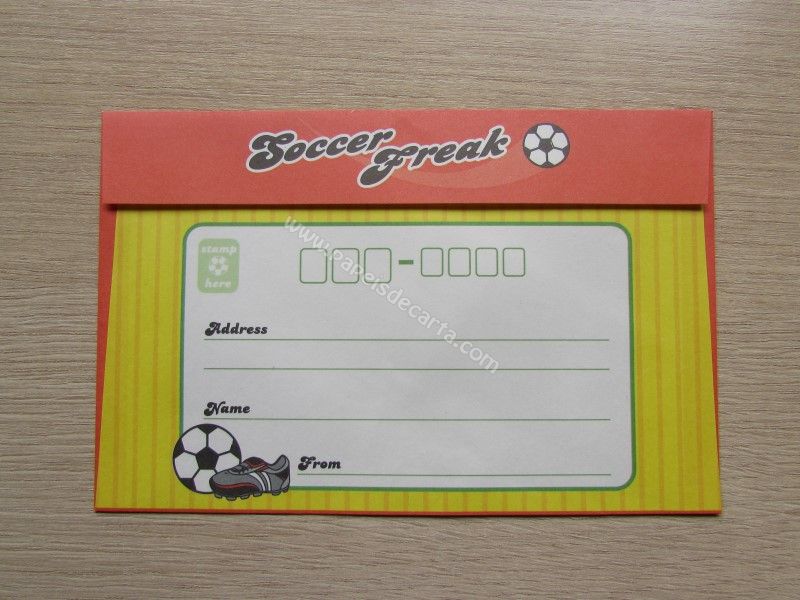 Soccer
Freak
stamp
here
www.papeisdecarta.com
Address
Name
From